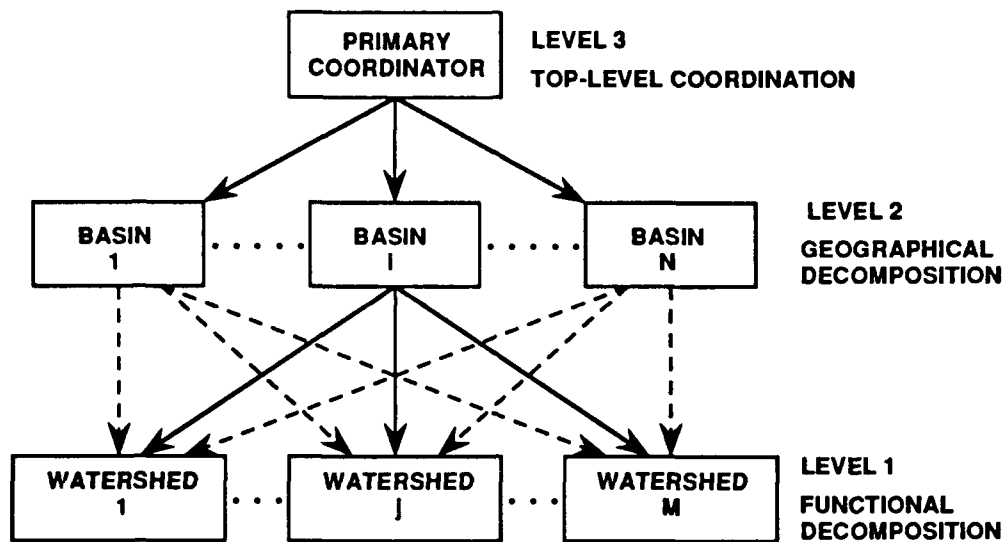 PRIMARY
COORDINATOR
LEVEL 3
TOP-LEVEL COORDINATION
BASIN
1
BASIN
I
BASIN
N
LEVEL 2
GEOGRAPHICAL
DECOMPOSITION
WATERSHED
1
WATERSHED
j
WATERSHED
M
LEVEL 1
FUNCTIONAL
DECOMPOSITION